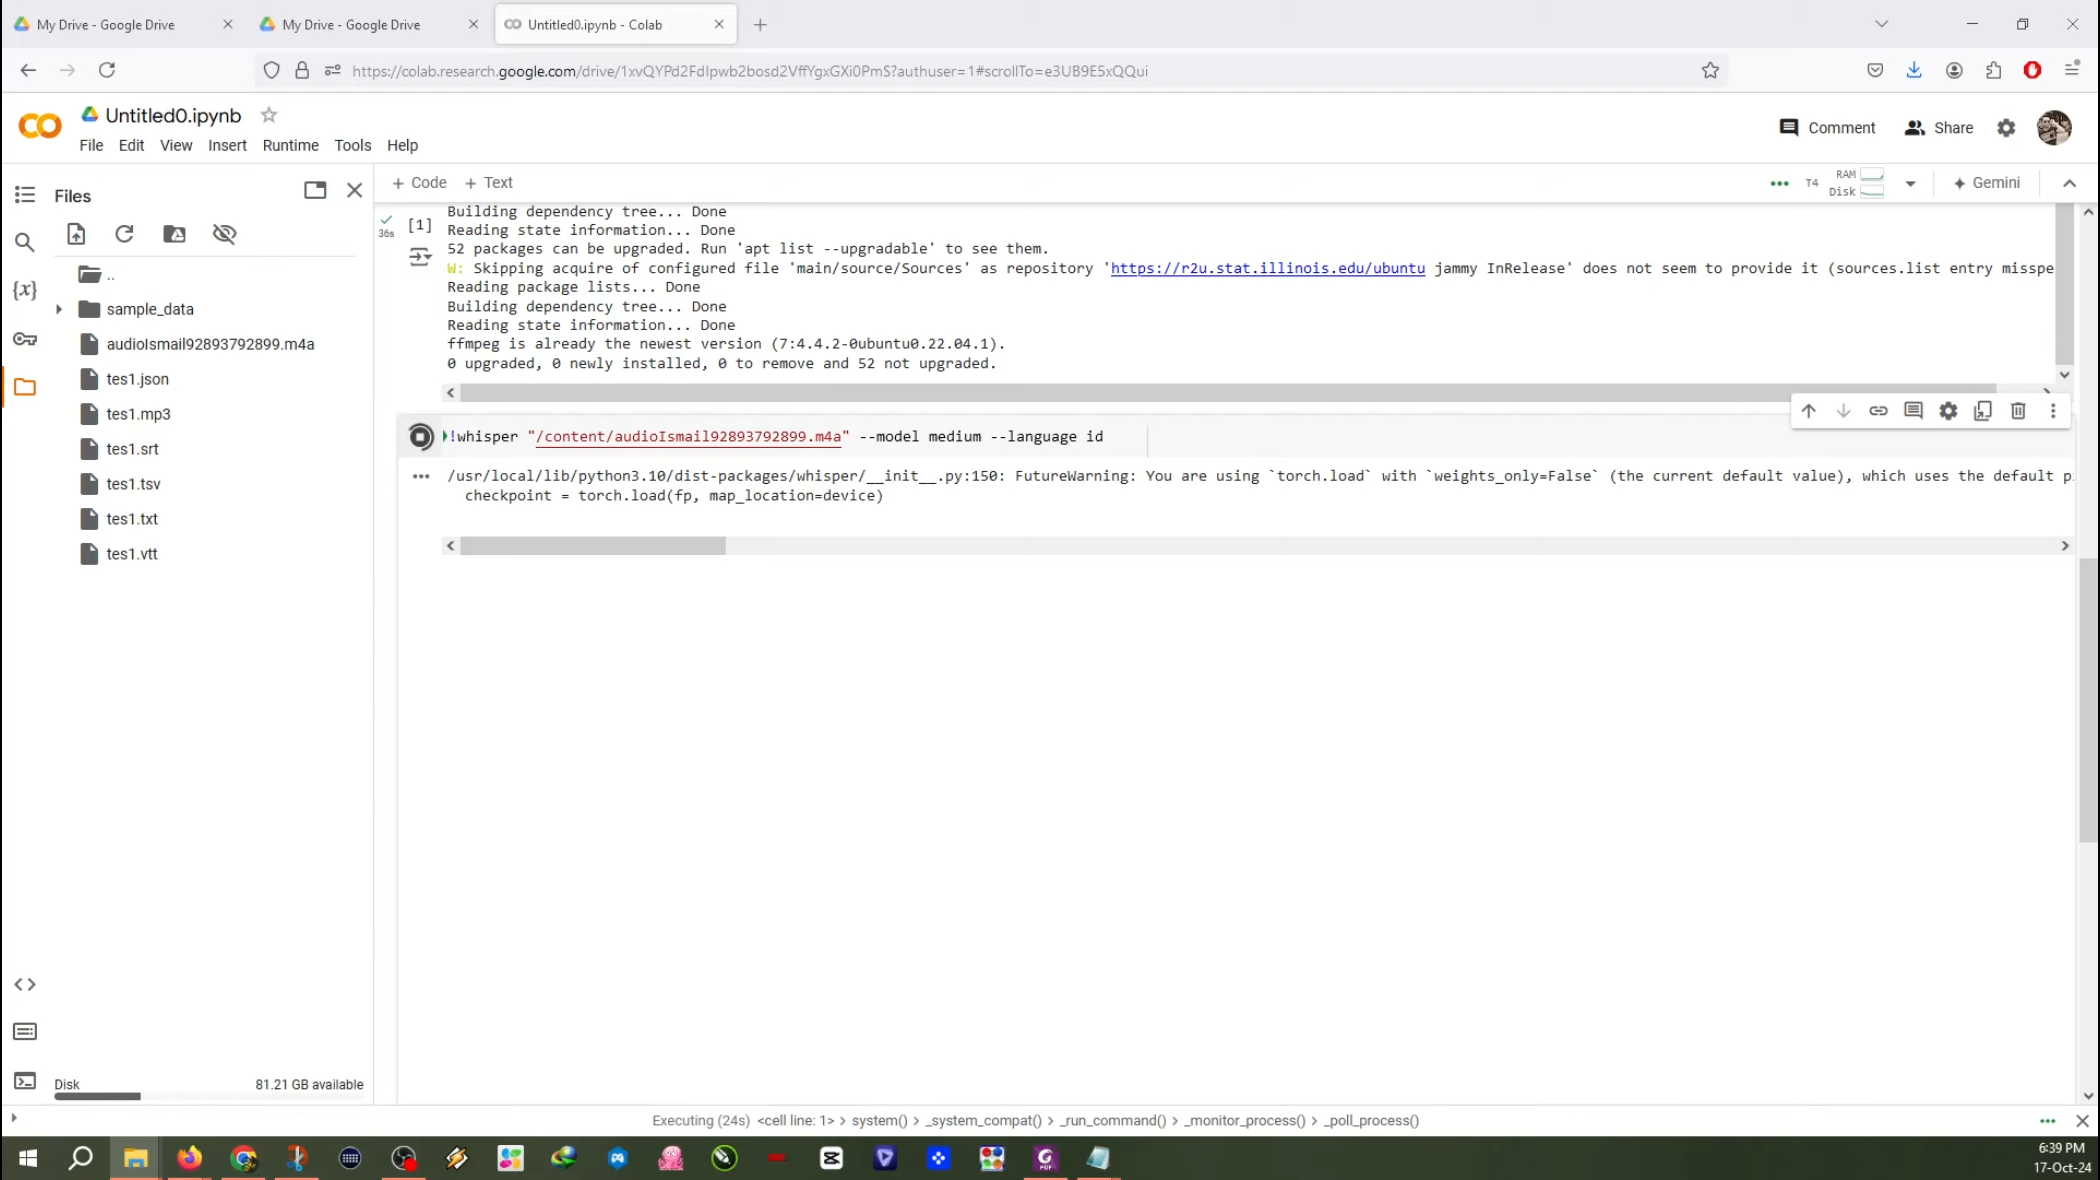 My Drive - Google Drive
My Drive - Google Drive
Untitled0.ipynb - Colab
https://colab.research.google.com/drive/1xvQYPd2FdIpwb2bosd2VffYgxGXi0PmS?authuser=1#scrollTo=e3UB9E5xQQui
Untitled0.ipynb
File Edit View Insert Runtime Tools Help
Comment
Share
Files
+ Code + Text
T4
RAM
Disk
Gemini
..
sample_data
audioIsmail92893792899.m4a
tes1.json
tes1.mp3
tes1.srt
tes1.tsv
tes1.txt
tes1.vtt
Disk
81.21 GB available
36s
[1]
Building dependency tree... Done
Reading state information... Done
52 packages can be upgraded. Run 'apt list --upgradable' to see them.
W: Skipping acquire of configured file 'main/source/Sources' as repository 'https://r2u.stat.illinois.edu/ubuntu jammy InRelease' does not seem to provide it (sources.list entry misspe
Reading package lists... Done
Building dependency tree... Done
Reading state information... Done
ffmpeg is already the newest version (7:4.4.2-0ubuntu0.22.04.1).
0 upgraded, 0 newly installed, 0 to remove and 52 not upgraded.
!whisper "/content/audioIsmail92893792899.m4a" --model medium --language id
/usr/local/lib/python3.10/dist-packages/whisper/__init__.py:150: FutureWarning: You are using `torch.load` with `weights_only=False` (the current default value), which uses the default p
checkpoint = torch.load(fp, map_location=device)
Executing (24s) <cell line: 1> > system() > _system_compat() > _run_command() > _monitor_process() > _poll_process()
6:39 PM
17-Oct-24